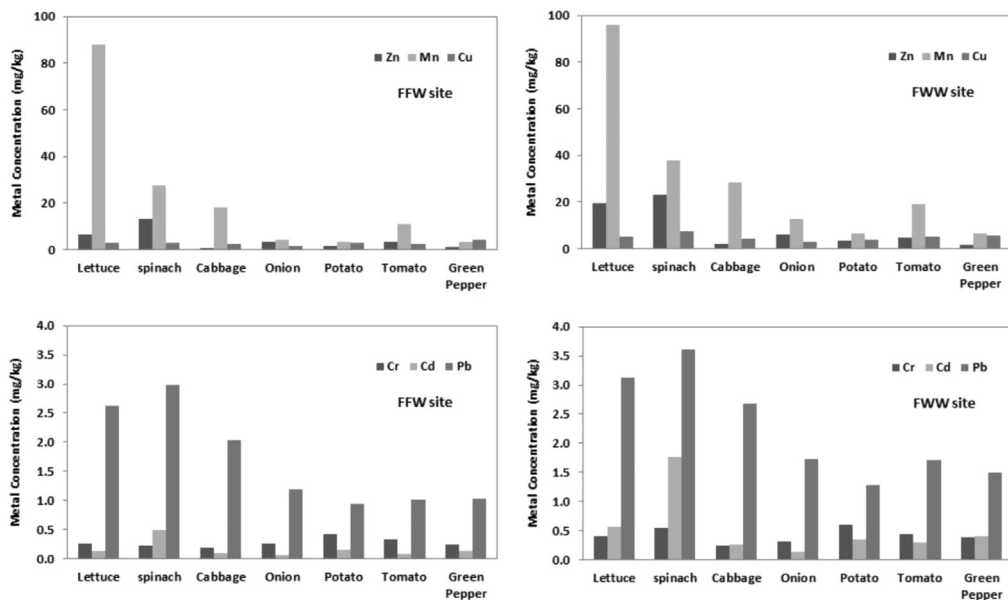 Metal Concentration (mg/kg)
100
80
60
40
20
0
Zn Mn Cu
FFW site
Lettuce spinach Cabbage Onion Potato Tomato Green
Pepper
Metal Concentration (mg/kg)
100
80
60
40
20
0
Zn Mn Cu
FWW site
Lettuce spinach Cabbage Onion Potato Tomato Green
Pepper
Metal Concentration (mg/kg)
4.0
3.5
3.0
2.5
2.0
1.5
1.0
0.5
0.0
Cr Cd Pb
FFW site
Lettuce spinach Cabbage Onion Potato Tomato Green
Pepper
Metal Concentration (mg/kg)
4.0
3.5
3.0
2.5
2.0
1.5
1.0
0.5
0.0
Cr Cd Pb
FWW site
Lettuce spinach Cabbage Onion Potato Tomato Green
Pepper